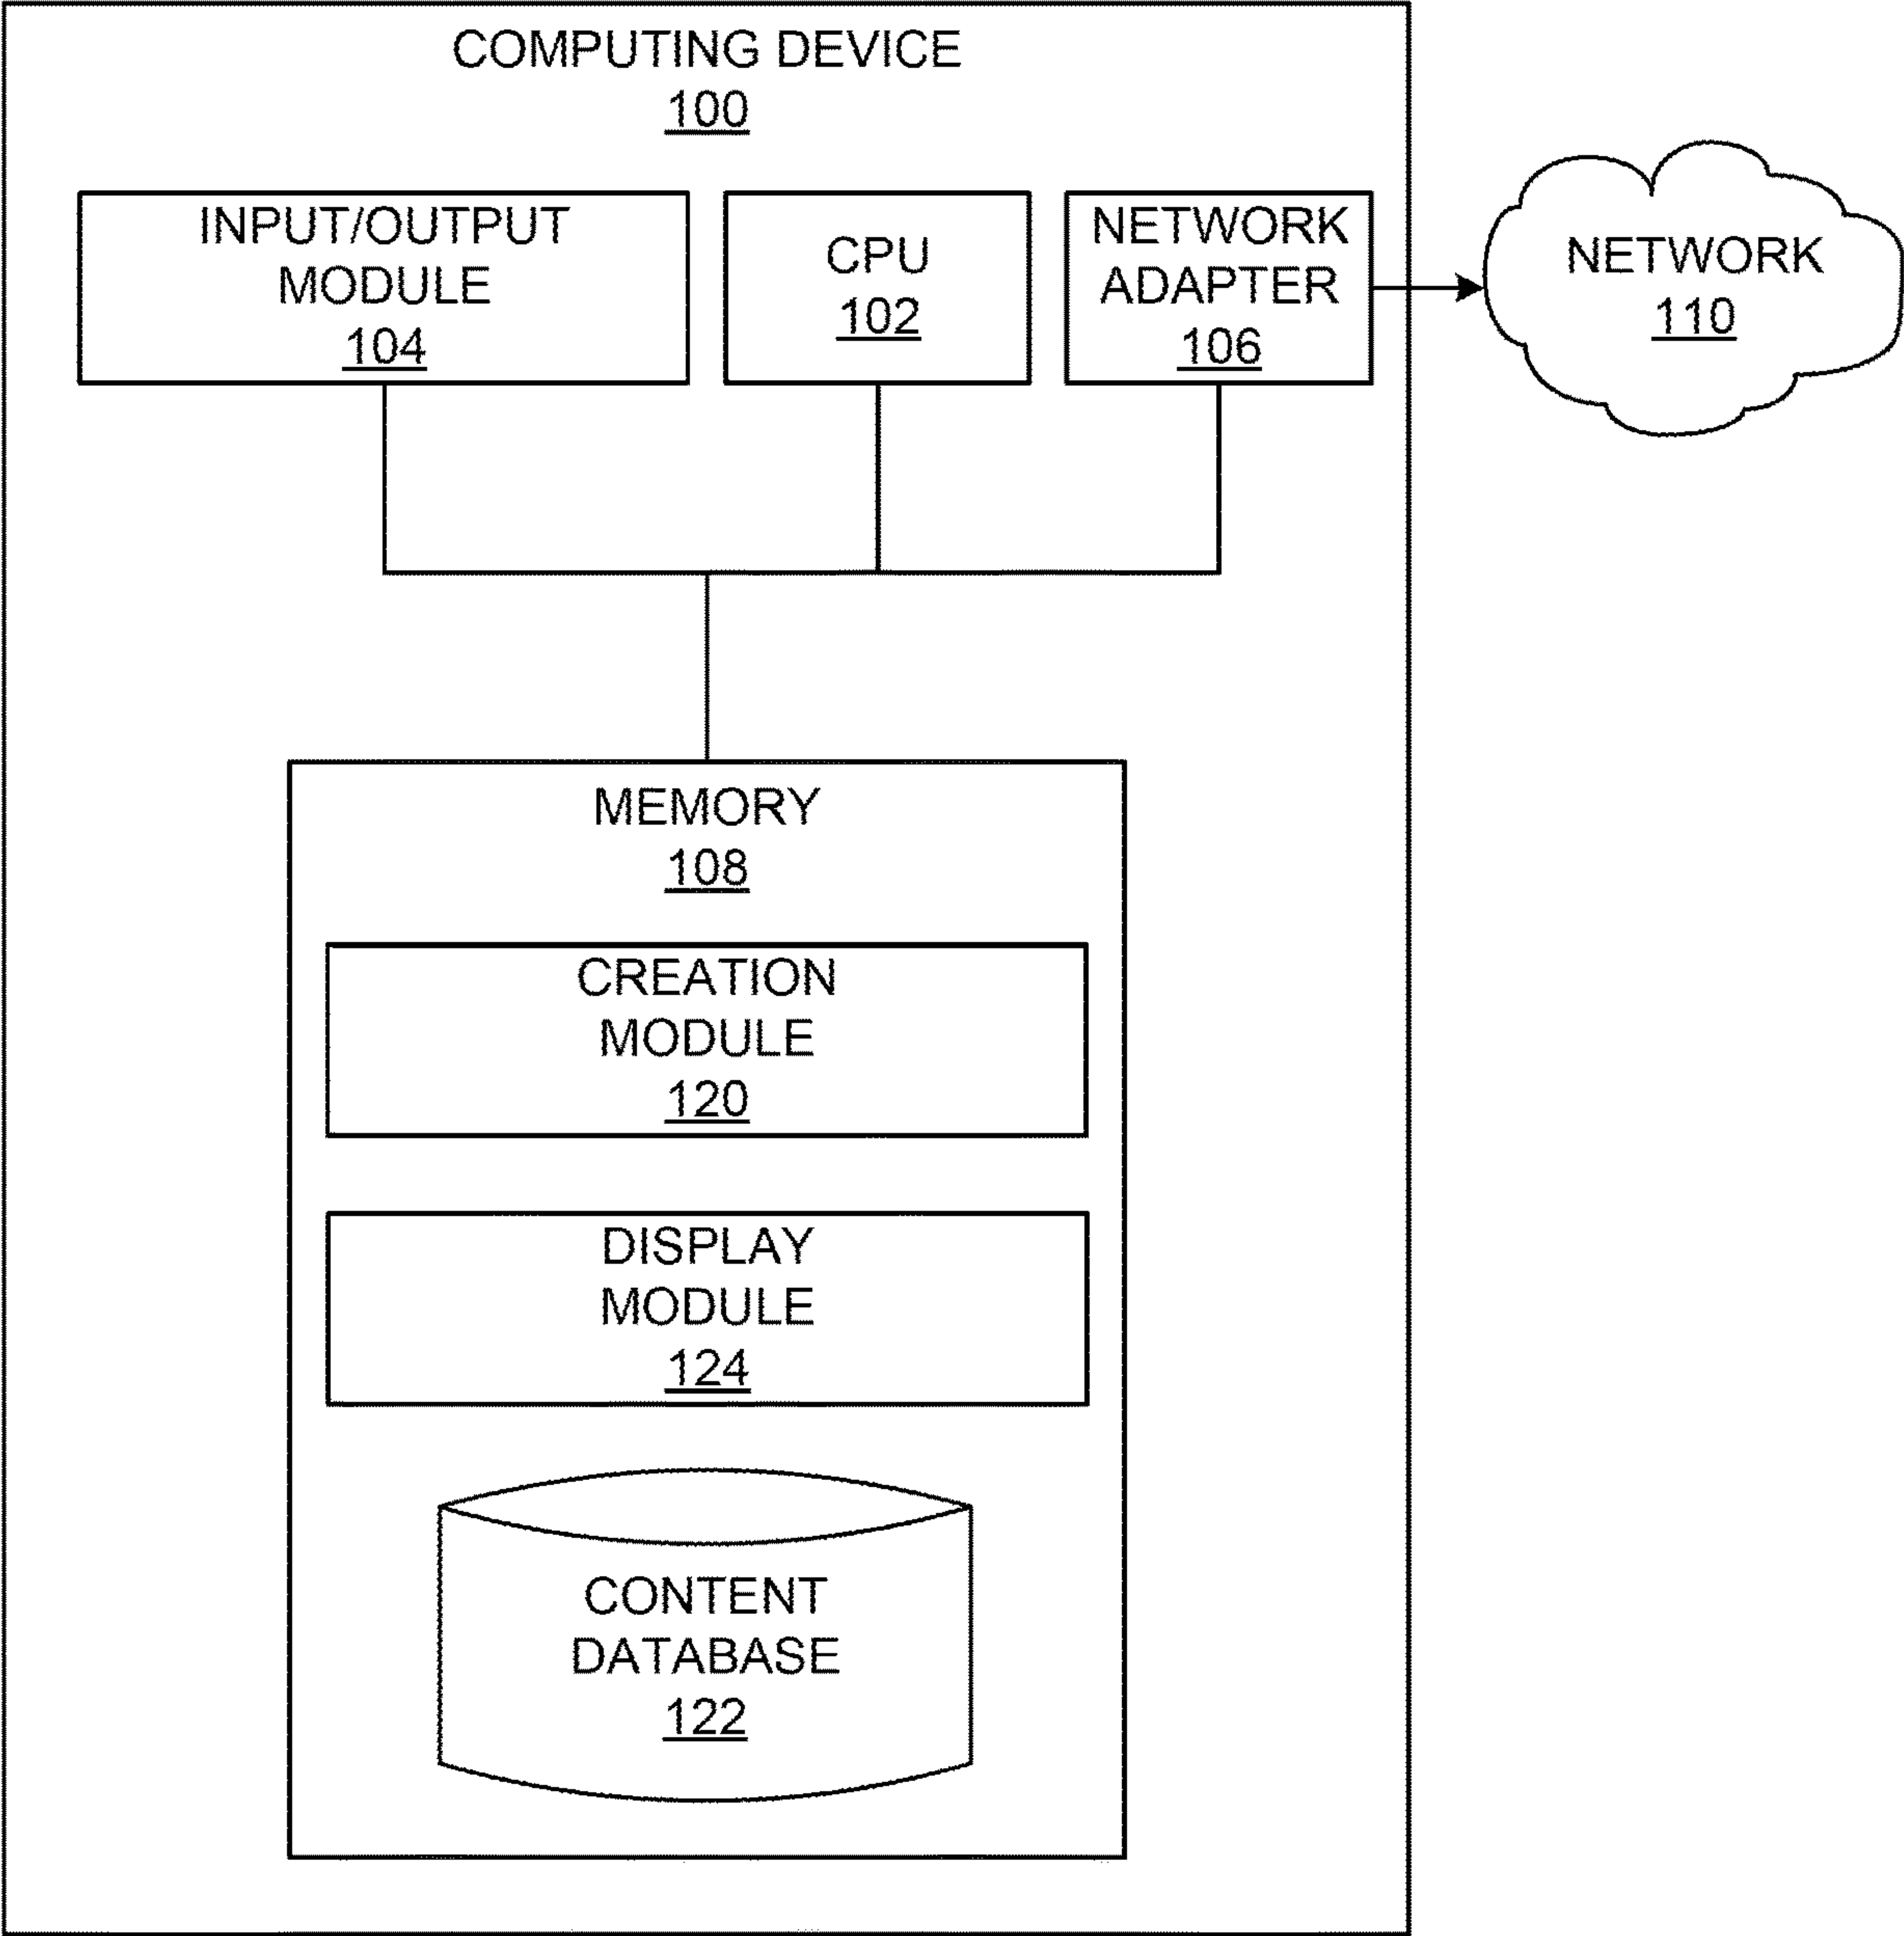 COMPUTING DEVICE
100
INPUT/OUTPUT
MODULE
104
CPU
102
NETWORK
ADAPTER
106
NETWORK
110
MEMORY
108
CREATION
MODULE
120
DISPLAY
MODULE
124
CONTENT
DATABASE
122